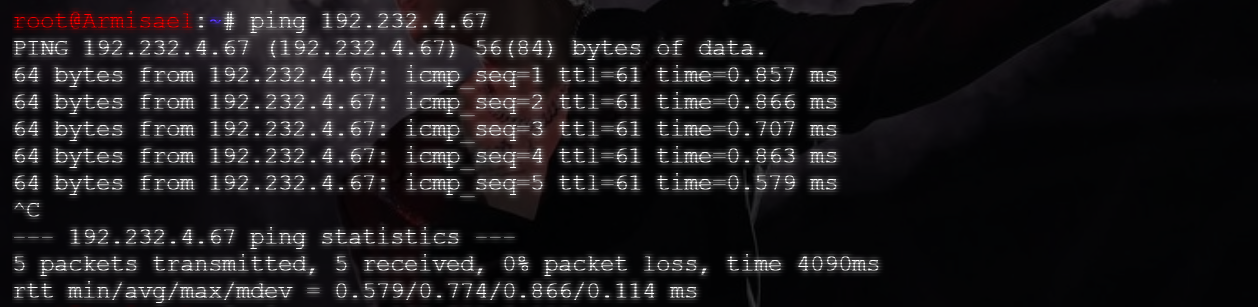 root@Armisael:~# ping 192.232.4.67
PING 192.232.4.67 (192.232.4.67) 56(84) bytes of data.
64 bytes from 192.232.4.67: icmp_seq=1 ttl=61 time=0.857 ms
64 bytes from 192.232.4.67: icmp_seq=2 ttl=61 time=0.866 ms
64 bytes from 192.232.4.67: icmp_seq=3 ttl=61 time=0.707 ms
64 bytes from 192.232.4.67: icmp_seq=4 ttl=61 time=0.863 ms
64 bytes from 192.232.4.67: icmp_seq=5 ttl=61 time=0.579 ms
^C
--- 192.232.4.67 ping statistics ---
5 packets transmitted, 5 received, 0% packet loss, time 4090ms
rtt min/avg/max/mdev = 0.579/0.774/0.866/0.114 ms